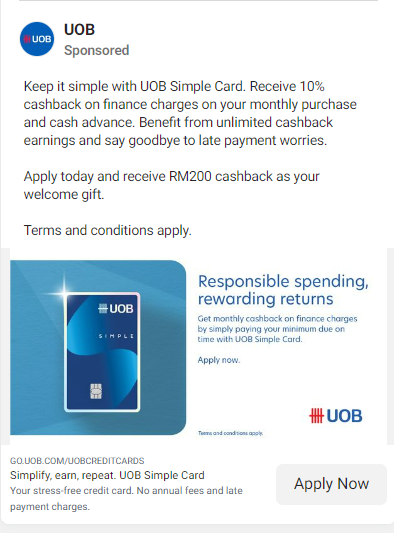 UOB
UOB
Sponsored
Keep it simple with UOB Simple Card. Receive 10%
cashback on finance charges on your monthly purchase
and cash advance. Benefit from unlimited cashback
earnings and say goodbye to late payment worries.
Apply today and receive RM200 cashback as your
welcome gift.
Terms and conditions apply.
UOB
SIMPLE
Responsible spending,
rewarding returns
Get monthly cashback on finance charges
by simply paying your minimum due on
time with UOB Simple Card.
Apply now.
UOB
Terms and conditions apply.
GO.UOB.COM/UOBCREDITCARDS
Simplify, earn, repeat. UOB Simple Card
Your stress-free credit card. No annual fees and late
payment charges.
Apply Now